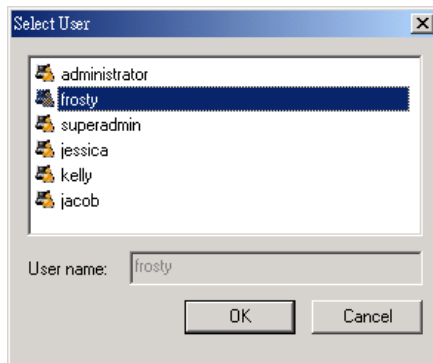 Select User
administrator
frosty
superadmin
jessica
kelly
jacob
User name: frosty
OK Cancel